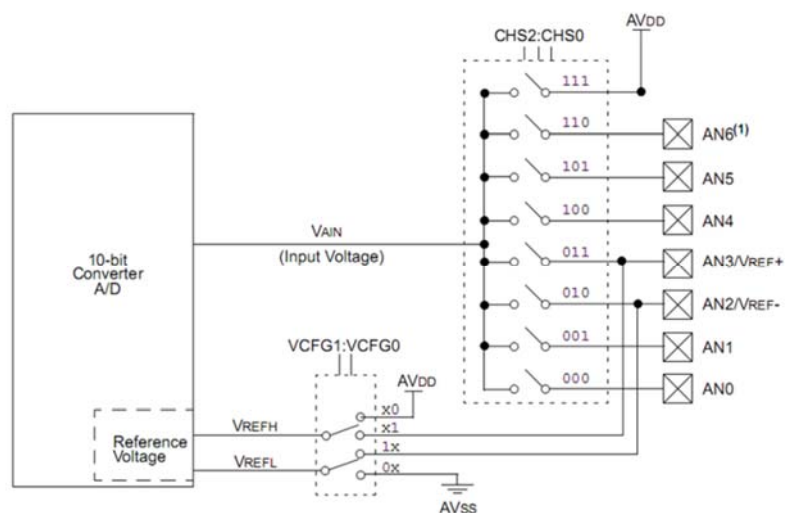 AVDD
CHS2:CHS0
111
110
AN6(1)
101
AN5
100
AN4
VAIN
(Input Voltage)
011
AN3/VREF+
10-bit
Converter
A/D
010
AN2/VREF-
001
AN1
VCFG1:VCFG0
000
AN0
AVDD
x0
VREFH
x1
Reference
Voltage
1x
VREFL
0x
AVSS